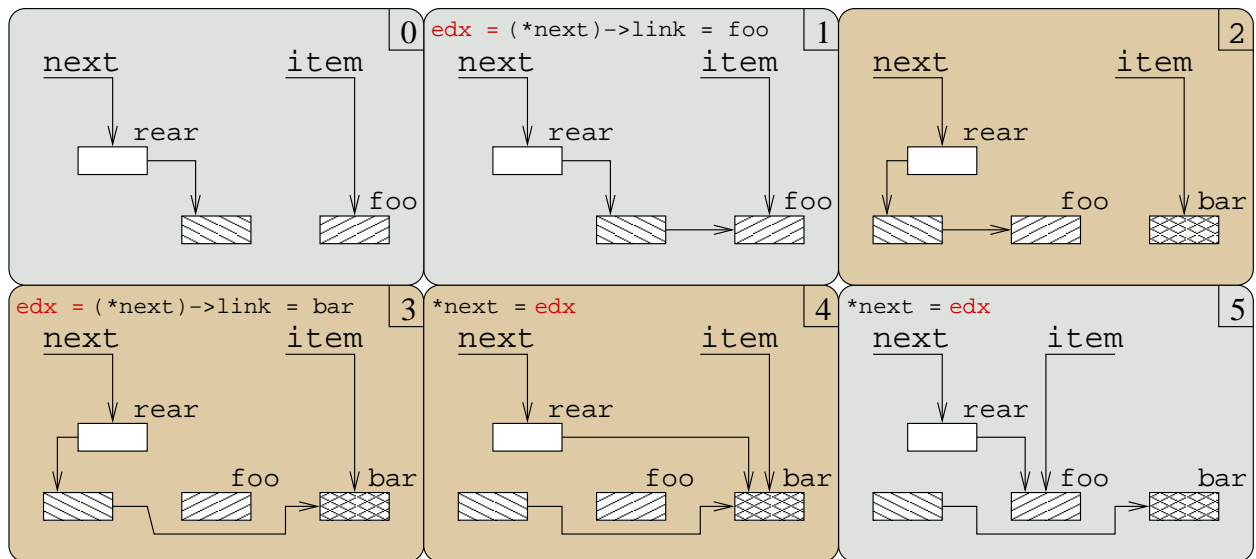 0
next item
rear
foo
edx = (*next)->link = foo 1
next item
rear
foo
2
next item
rear
foo bar
edx = (*next)->link = bar 3
next item
rear
foo bar
*next = edx 4
next item
rear
foo bar
*next = edx 5
next item
rear
foo bar